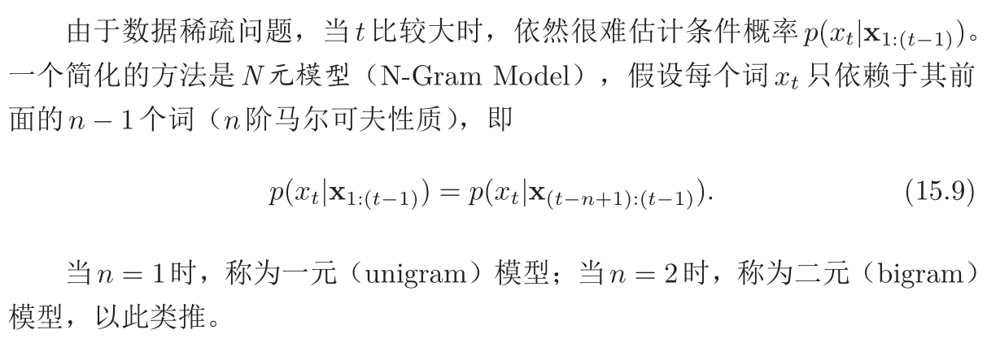 由于数据稀疏问题，当 t 比较大时，依然很难估计条件概率 p(x_t|x_{1:(t−1)})。
一个简化的方法是 N 元模型（N-Gram Model），假设每个词 x_t 只依赖于其前
面的 n − 1 个词（n 阶马尔可夫性质），即
p(x_t|x_{1:(t−1)}) = p(x_t|x_{(t−n+1):(t−1)}). (15.9)
当 n = 1 时，称为一元（unigram）模型；当 n = 2 时，称为二元（bigram）
模型，以此类推。